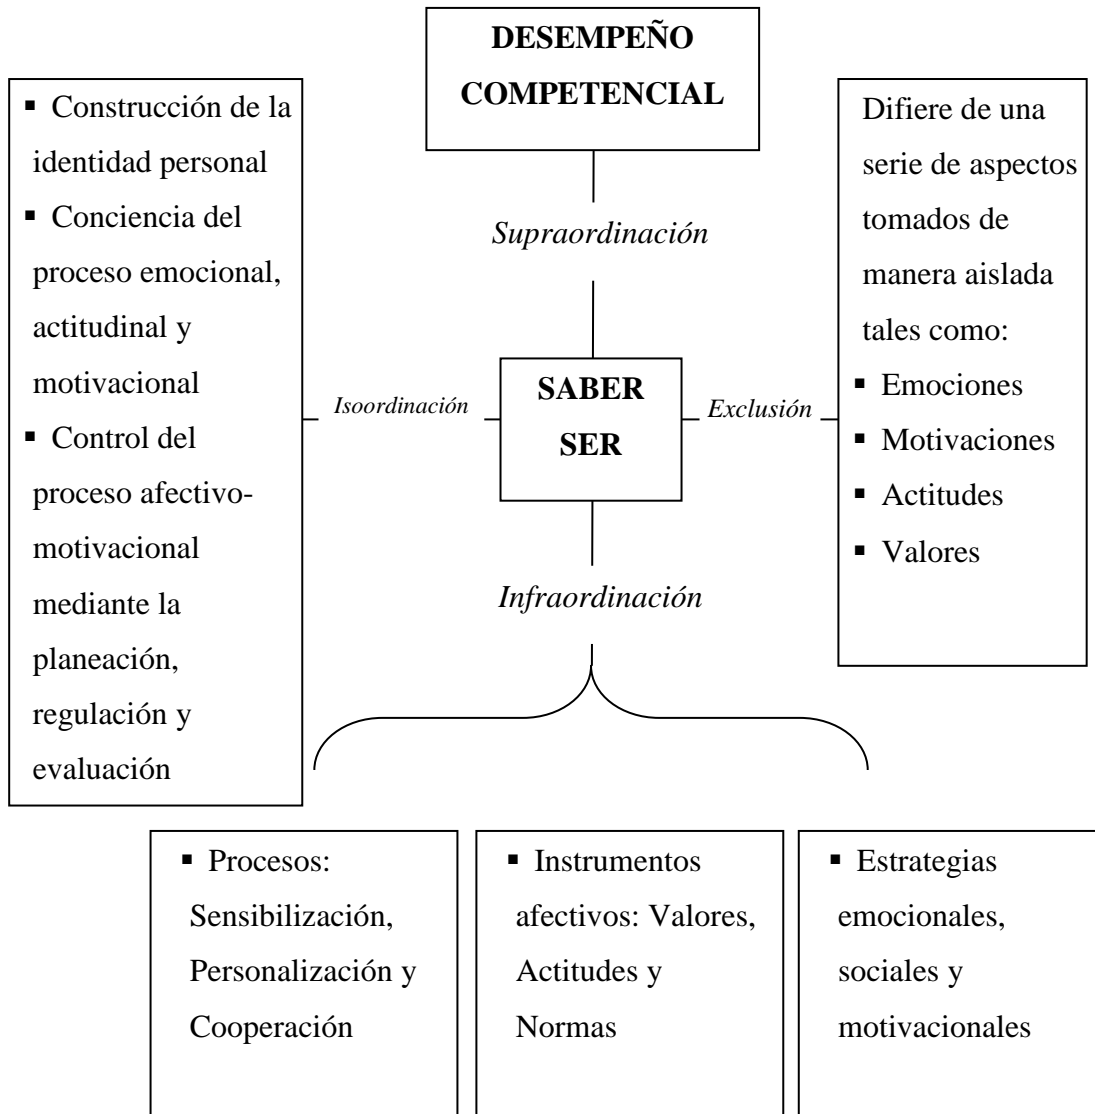 DESEMPEÑO
COMPETENCIAL
▪ Construcción de la
identidad personal
▪ Conciencia del
proceso emocional,
actitudinal y
motivacional
▪ Control del
proceso afectivo-
motivacional
mediante la
planeación,
regulación y
evaluación
Supraordinación
Isoordinación
SABER
SER
Exclusión
Difiere de una
serie de aspectos
tomados de
manera aislada
tales como:
▪ Emociones
▪ Motivaciones
▪ Actitudes
▪ Valores
Infraordinación
▪ Procesos:
Sensibilización,
Personalización y
Cooperación
▪ Instrumentos
afectivos: Valores,
Actitudes y
Normas
▪ Estrategias
emocionales,
sociales y
motivacionales